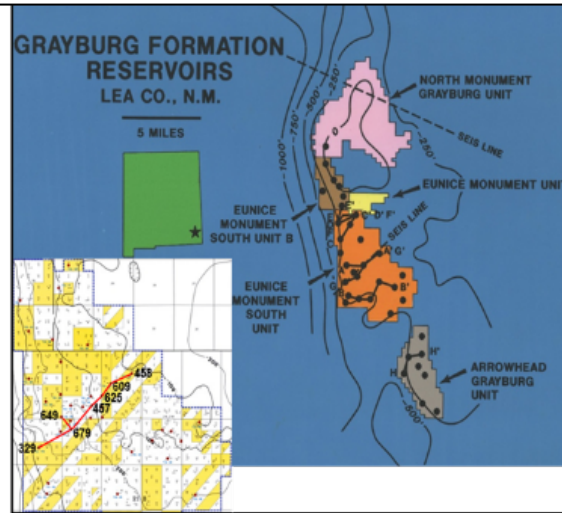 GRAYBURG FORMATION
RESERVOIRS
LEA CO., N.M.
5 MILES
-1000'
-750'
-500'
-250'
0
NORTH MONUMENT
GRAYBURG UNIT
-250'
SEIS LINE
EUNICE MONUMENT UNIT
EUNICE
MONUMENT
SOUTH UNIT B
D' F'
SEIS LINE
A' G'
EUNICE
MONUMENT
SOUTH
UNIT
B'
H'
H
ARROWHEAD
GRAYBURG
UNIT
-500'
458
609
625
457
649
679
329